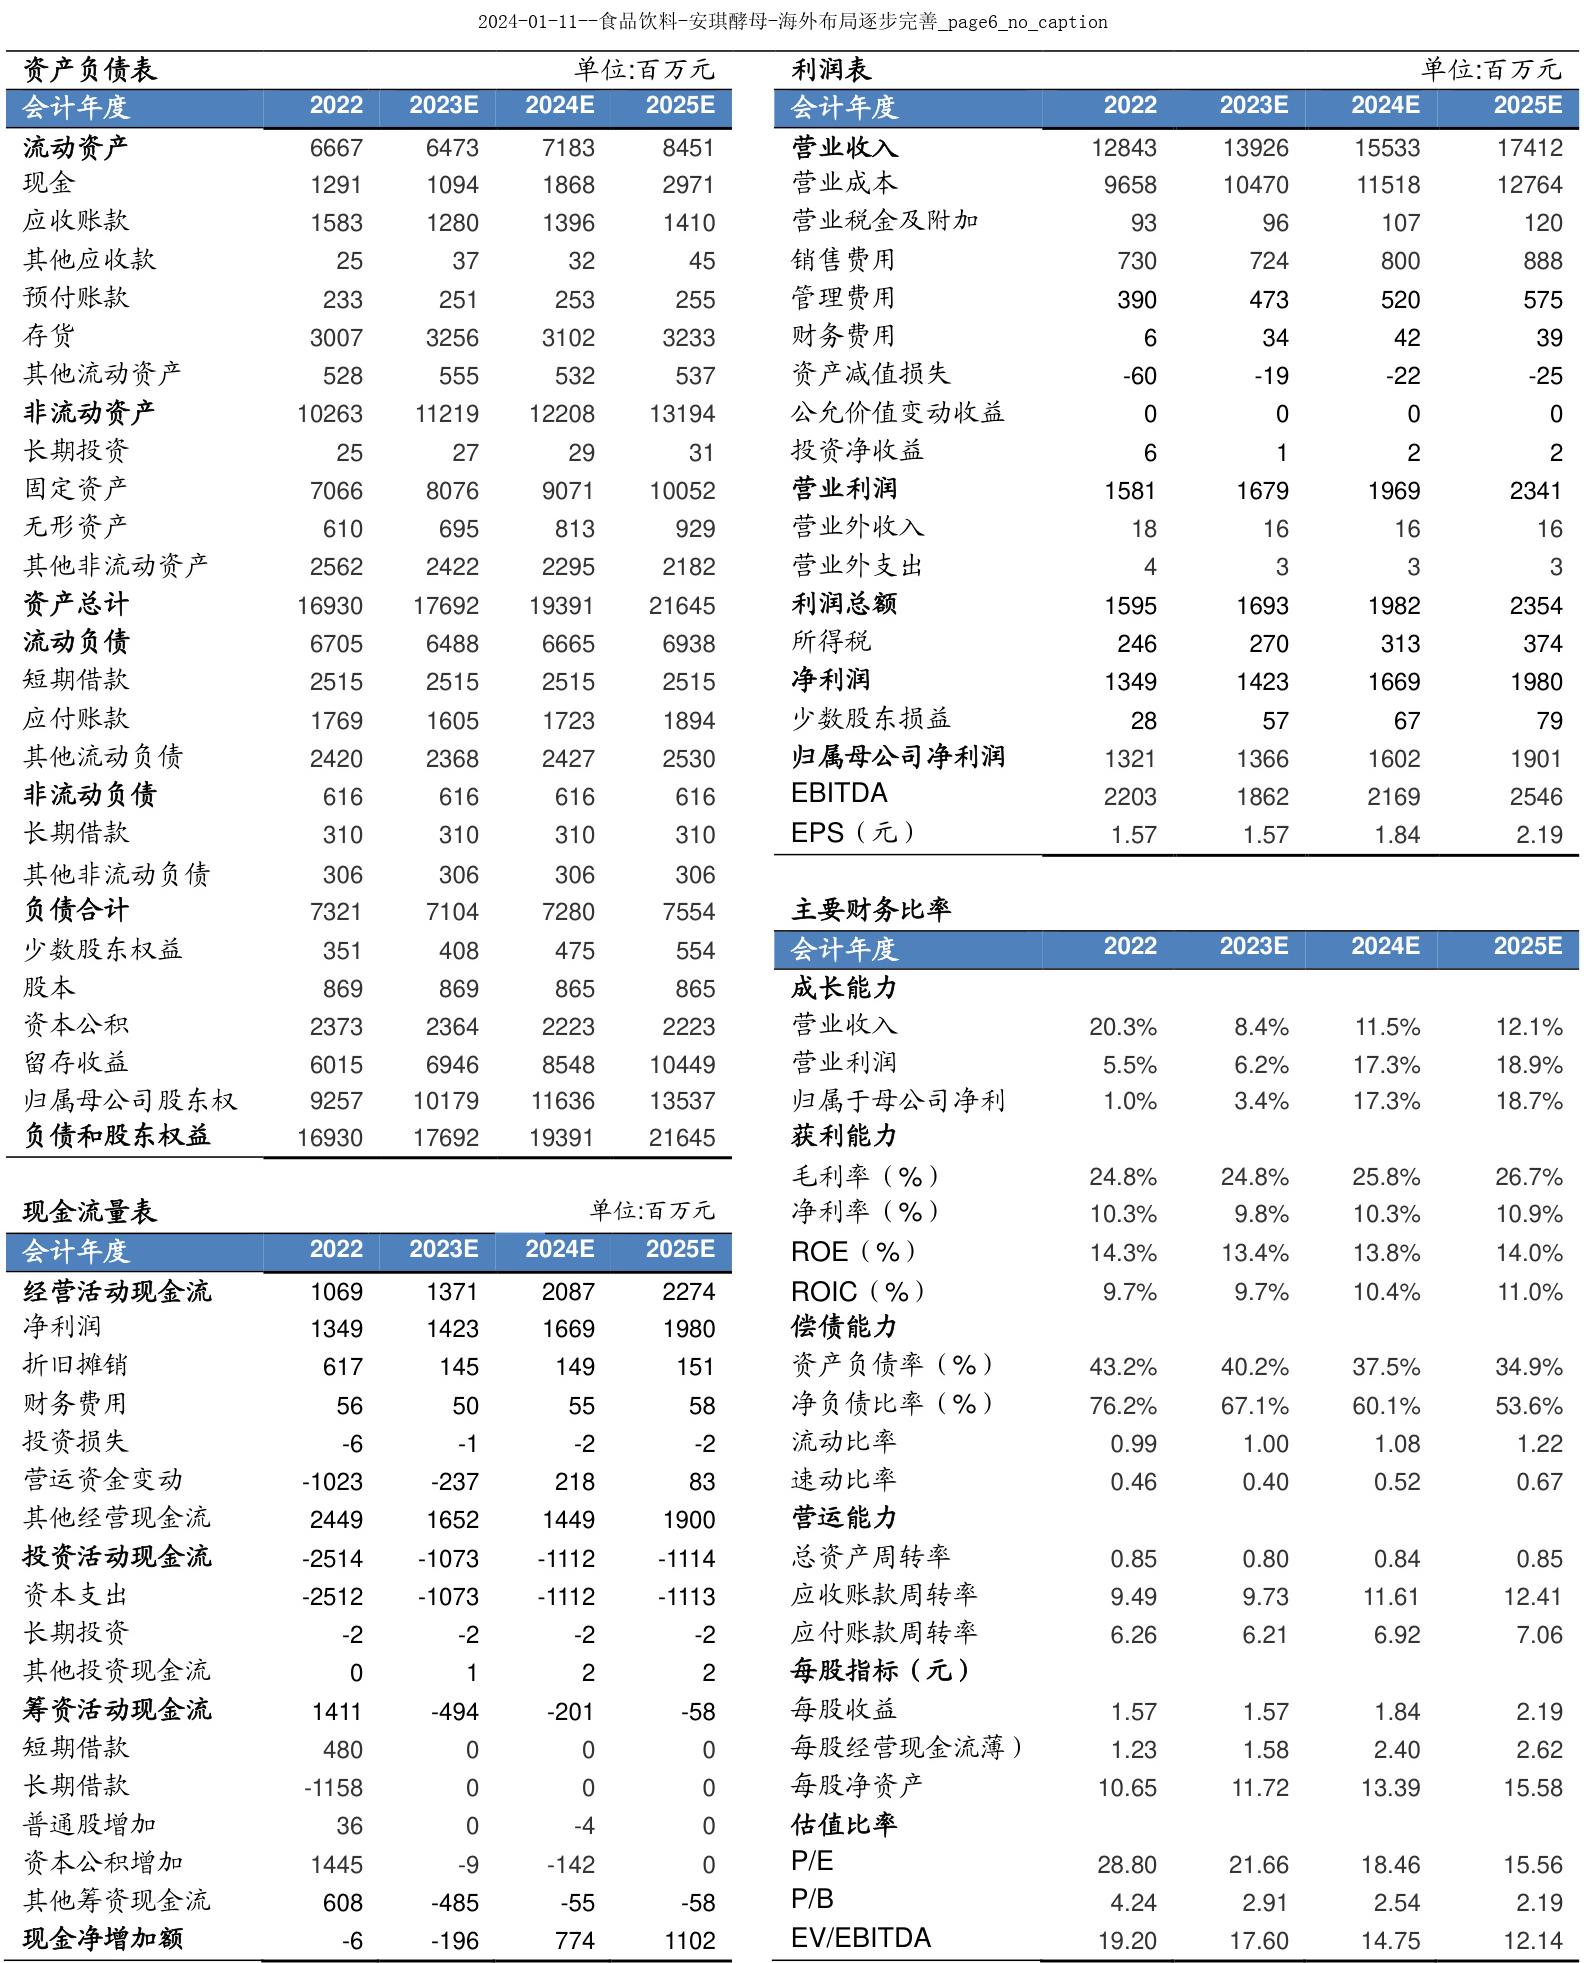 2024-01-11--食品饮料-安琪酵母-海外布局逐步完善_page6_no_caption
资产负债表 单位:百万元
会计年度 2022 2023E 2024E 2025E
流动资产 6667 6473 7183 8451
现金 1291 1094 1868 2971
应收账款 1583 1280 1396 1410
其他应收款 25 37 32 45
预付账款 233 251 253 255
存货 3007 3256 3102 3233
其他流动资产 528 555 532 537
非流动资产 10263 11219 12208 13194
长期投资 25 27 29 31
固定资产 7066 8076 9071 10052
无形资产 610 695 813 929
其他非流动资产 2562 2422 2295 2182
资产总计 16930 17692 19391 21645
流动负债 6705 6488 6665 6938
短期借款 2515 2515 2515 2515
应付账款 1769 1605 1723 1894
其他流动负债 2420 2368 2427 2530
非流动负债 616 616 616 616
长期借款 310 310 310 310
其他非流动负债 306 306 306 306
负债合计 7321 7104 7280 7554
少数股东权益 351 408 475 554
股本 869 869 865 865
资本公积 2373 2364 2223 2223
留存收益 6015 6946 8548 10449
归属母公司股东权 9257 10179 11636 13537
负债和股东权益 16930 17692 19391 21645
现金流量表 单位:百万元
会计年度 2022 2023E 2024E 2025E
经营活动现金流 1069 1371 2087 2274
净利润 1349 1423 1669 1980
折旧摊销 617 145 149 151
财务费用 56 50 55 58
投资损失 -6 -1 -2 -2
营运资金变动 -1023 -237 218 83
其他经营现金流 2449 1652 1449 1900
投资活动现金流 -2514 -1073 -1112 -1114
资本支出 -2512 -1073 -1112 -1113
长期投资 -2 -2 -2 -2
其他投资现金流 0 1 2 2
筹资活动现金流 1411 -494 -201 -58
短期借款 480 0 0 0
长期借款 -1158 0 0 0
普通股增加 36 0 -4 0
资本公积增加 1445 -9 -142 0
其他筹资现金流 608 -485 -55 -58
现金净增加额 -6 -196 774 1102
利润表 单位:百万元
会计年度 2022 2023E 2024E 2025E
营业收入 12843 13926 15533 17412
营业成本 9658 10470 11518 12764
营业税金及附加 93 96 107 120
销售费用 730 724 800 888
管理费用 390 473 520 575
财务费用 6 34 42 39
资产减值损失 -60 -19 -22 -25
公允价值变动收益 0 0 0 0
投资净收益 6 1 2 2
营业利润 1581 1679 1969 2341
营业外收入 18 16 16 16
营业外支出 4 3 3 3
利润总额 1595 1693 1982 2354
所得税 246 270 313 374
净利润 1349 1423 1669 1980
少数股东损益 28 57 67 79
归属母公司净利润 1321 1366 1602 1901
EBITDA 2203 1862 2169 2546
EPS（元） 1.57 1.57 1.84 2.19
主要财务比率
会计年度 2022 2023E 2024E 2025E
成长能力
营业收入 20.3% 8.4% 11.5% 12.1%
营业利润 5.5% 6.2% 17.3% 18.9%
归属于母公司净利 1.0% 3.4% 17.3% 18.7%
获利能力
毛利率（%） 24.8% 24.8% 25.8% 26.7%
净利率（%） 10.3% 9.8% 10.3% 10.9%
ROE（%） 14.3% 13.4% 13.8% 14.0%
ROIC（%） 9.7% 9.7% 10.4% 11.0%
偿债能力
资产负债率（%） 43.2% 40.2% 37.5% 34.9%
净负债比率（%） 76.2% 67.1% 60.1% 53.6%
流动比率 0.99 1.00 1.08 1.22
速动比率 0.46 0.40 0.52 0.67
营运能力
总资产周转率 0.85 0.80 0.84 0.85
应收账款周转率 9.49 9.73 11.61 12.41
应付账款周转率 6.26 6.21 6.92 7.06
每股指标（元）
每股收益 1.57 1.57 1.84 2.19
每股经营现金流薄） 1.23 1.58 2.40 2.62
每股净资产 10.65 11.72 13.39 15.58
估值比率
P/E 28.80 21.66 18.46 15.56
P/B 4.24 2.91 2.54 2.19
EV/EBITDA 19.20 17.60 14.75 12.14